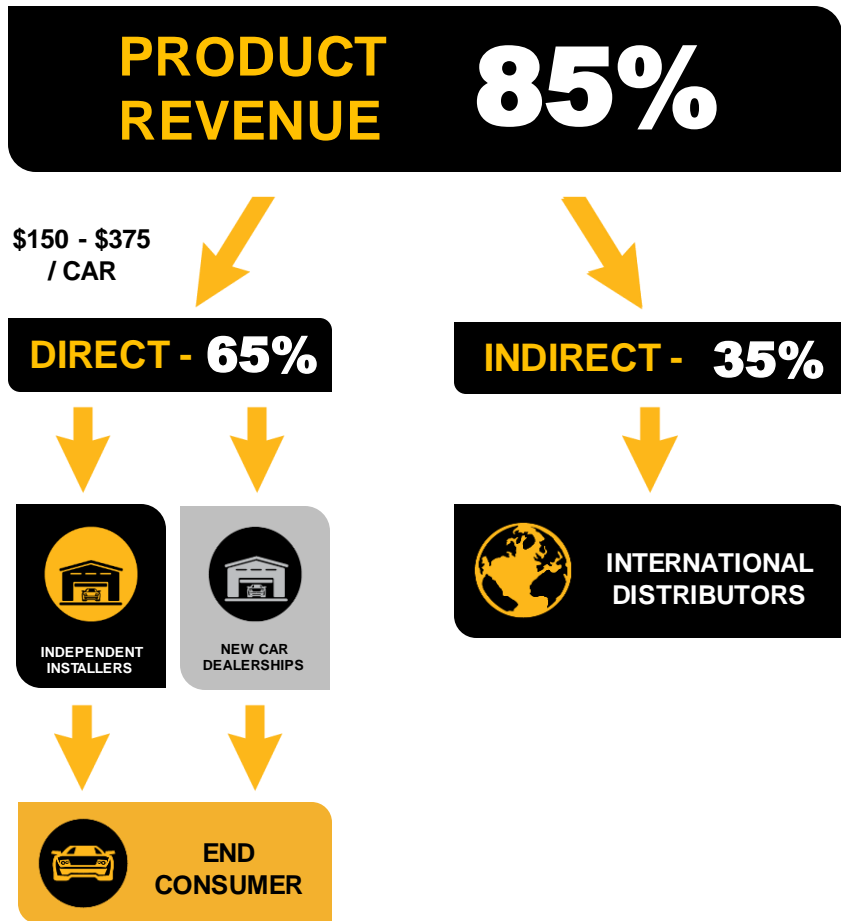 PRODUCT
REVENUE
85%
$150 - $375
/ CAR
DIRECT - 65%
INDIRECT - 35%
INDEPENDENT
INSTALLERS
NEW CAR
DEALERSHIPS
INTERNATIONAL
DISTRIBUTORS
END
CONSUMER